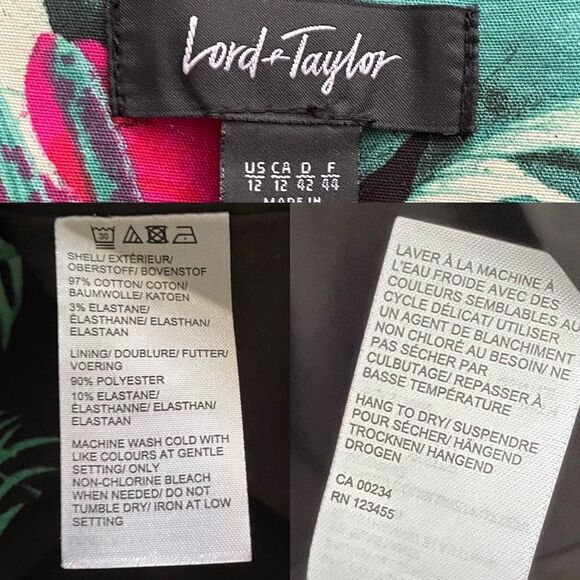 Lord & Taylor
US CA D F
12 12 42 44
MADE IN
30
SHELL/ EXTÉRIEUR/
OBERSTOFF/ BOVENSTOF
97% COTTON/ COTON/
BAUMWOLLE/ KATOEN
3% ELASTANE/
ÉLASTHANNE/ ELASTHAN/
ELASTAAN
LINING/ DOUBLURE/ FUTTER/
VOERING
90% POLYESTER
10% ELASTANE/
ÉLASTHANNE/ ELASTHAN/
ELASTAAN
MACHINE WASH COLD WITH
LIKE COLOURS AT GENTLE
SETTING/ ONLY
NON-CHLORINE BLEACH
WHEN NEEDED/ DO NOT
TUMBLE DRY/ IRON AT LOW
SETTING
LAVER À LA MACHINE À
L'EAU FROIDE AVEC DES
COULEURS SEMBLABLES AU
CYCLE DÉLICAT/ UTILISER
UN AGENT DE BLANCHIMENT
NON CHLORÉ AU BESOIN/ NE
PAS SÉCHER PAR
CULBUTAGE/ REPASSER À
BASSE TEMPÉRATURE
HANG TO DRY/ SUSPENDRE
POUR SÉCHER/ HÄNGEND
TROCKNEN/ HANGEND
DROGEN
CA 00234
RN 123455